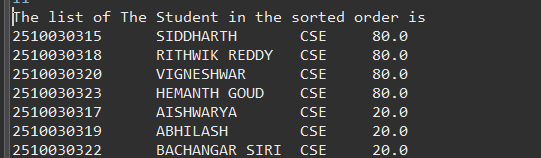 The list of The Student in the sorted order is
2510030315 SIDDHARTH CSE 80.0
2510030318 RITHWIK REDDY CSE 80.0
2510030320 VIGNESHWAR CSE 80.0
2510030323 HEMANTH GOUD CSE 80.0
2510030317 AISHWARYA CSE 20.0
2510030319 ABHILASH CSE 20.0
2510030322 BACHANGAR SIRI CSE 20.0